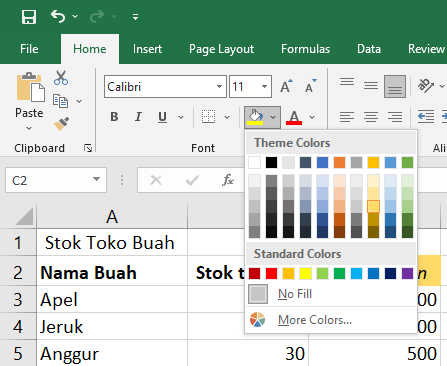 File Home Insert Page Layout Formulas Data Review
Paste
Calibri 11 A A
B I U A
Clipboard Font
Theme Colors
Standard Colors
No Fill
More Colors...
C2 fx
A
1 Stok Toko Buah
2 Nama Buah Stok
3 Apel 00
4 Jeruk 00
5 Anggur 30 500